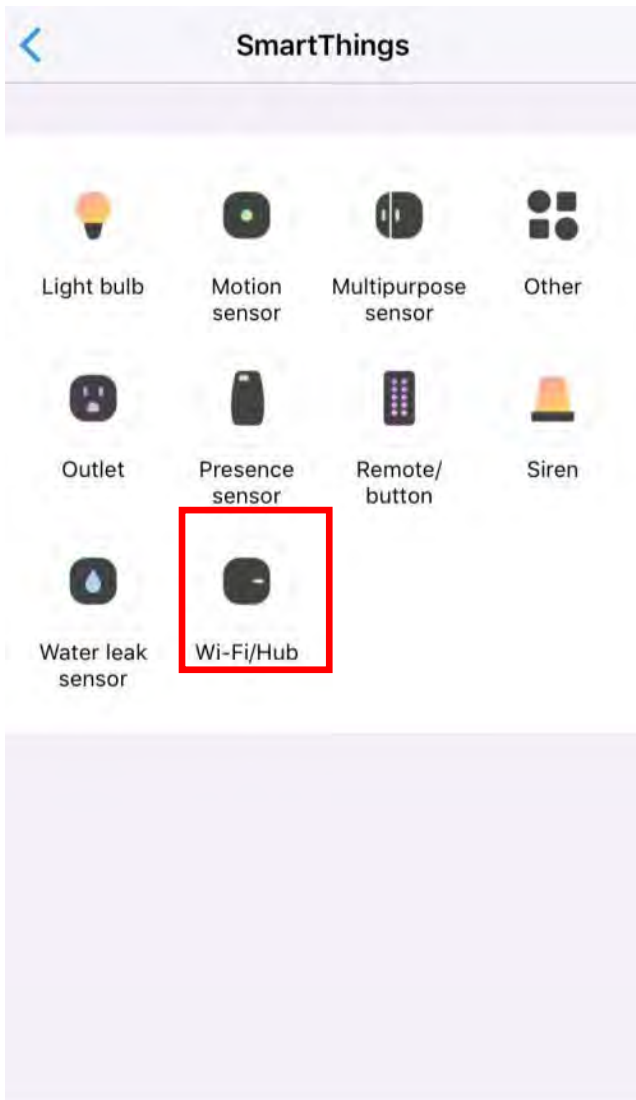 SmartThings
Light bulb
Motion
sensor
Multipurpose
sensor
Other
Outlet
Presence
sensor
Remote/
button
Siren
Water leak
sensor
Wi-Fi/Hub